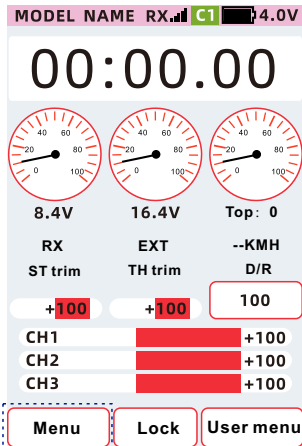 MODEL NAME RX C1 4.0V
00:00.00
40 60 40 60 40 60
20 80 20 80 20 80
0 100 0 100 0 100
8.4V 16.4V Top: 0
RX EXT --KMH
ST trim TH trim D/R
+100 +100 100
CH1 +100
CH2 +100
CH3 +100
Menu Lock User menu